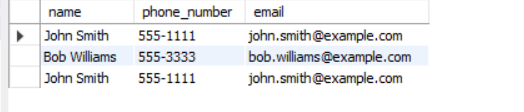 name phone_number email
John Smith 555-1111 john.smith@example.com
Bob Williams 555-3333 bob.williams@example.com
John Smith 555-1111 john.smith@example.com